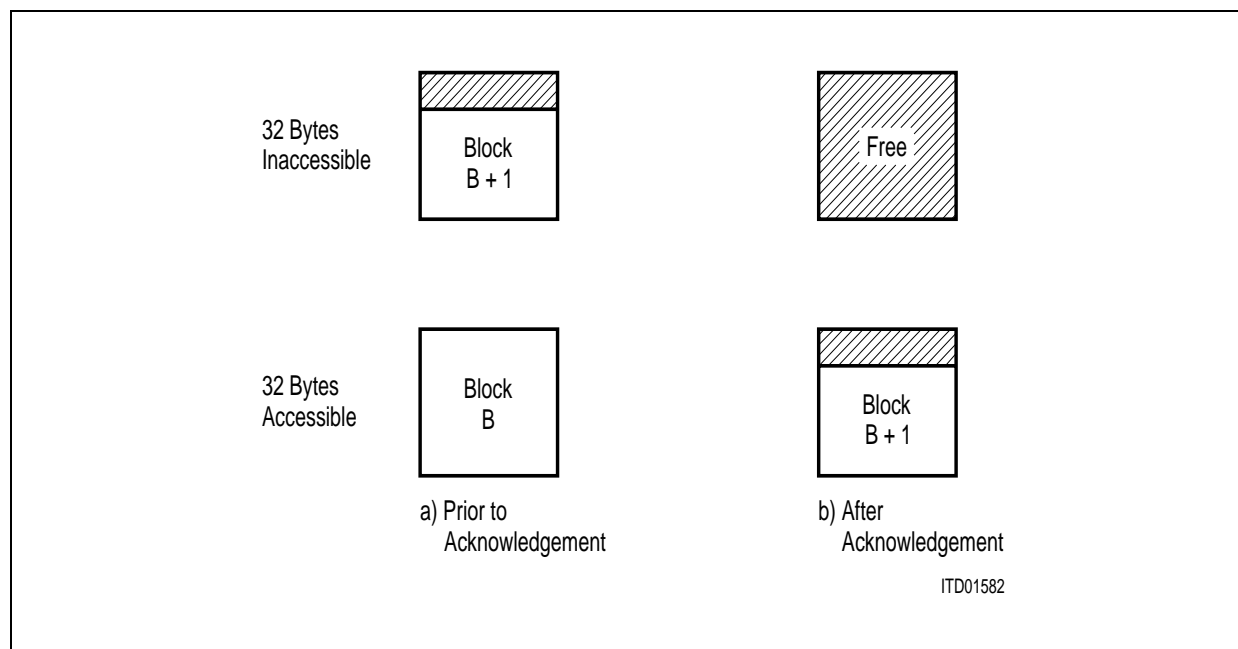 32 Bytes
Inaccessible
Block
B + 1
Free
32 Bytes
Accessible
Block
B
Block
B + 1
a) Prior to
Acknowledgement
b) After
Acknowledgement
ITD01582